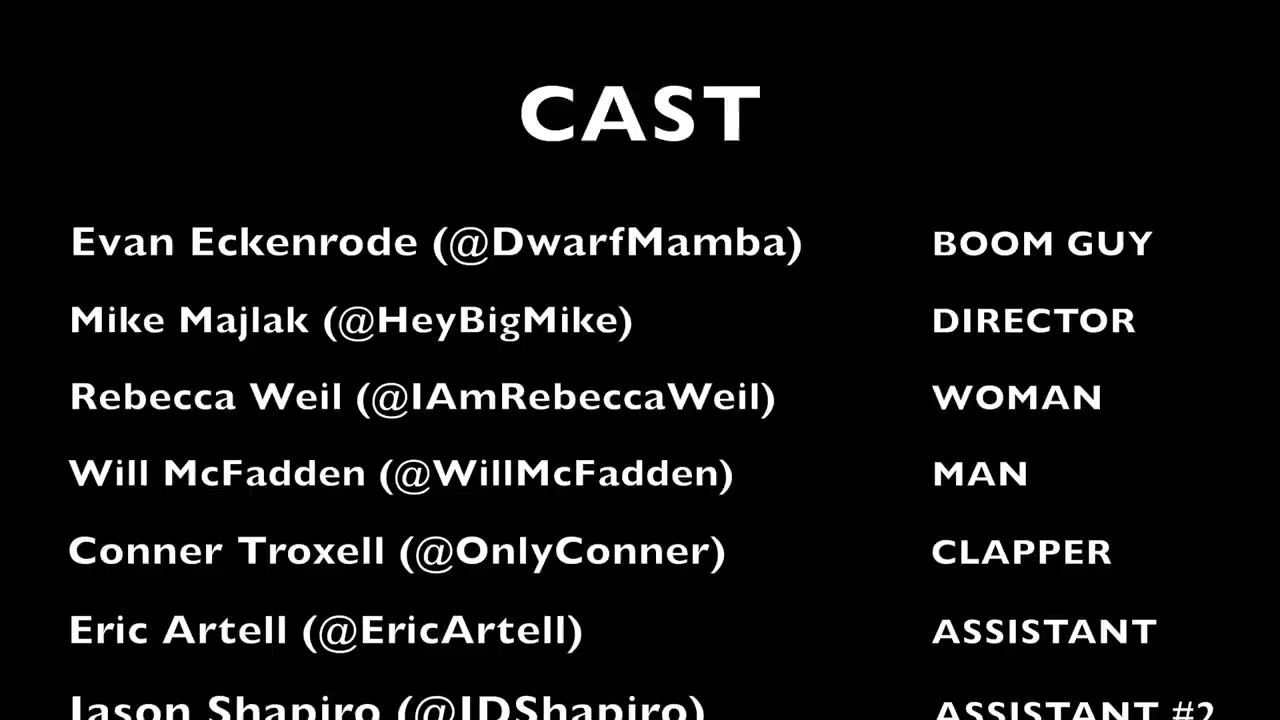 CAST
Evan Eckenrode (@DwarfMamba) BOOM GUY
Mike Majlak (@HeyBigMike) DIRECTOR
Rebecca Weil (@IAmRebeccaWeil) WOMAN
Will McFadden (@WillMcFadden) MAN
Conner Troxell (@OnlyConner) CLAPPER
Eric Artell (@EricArtell) ASSISTANT
Jason Shapiro (@JDShapiro) ASSISTANT #2